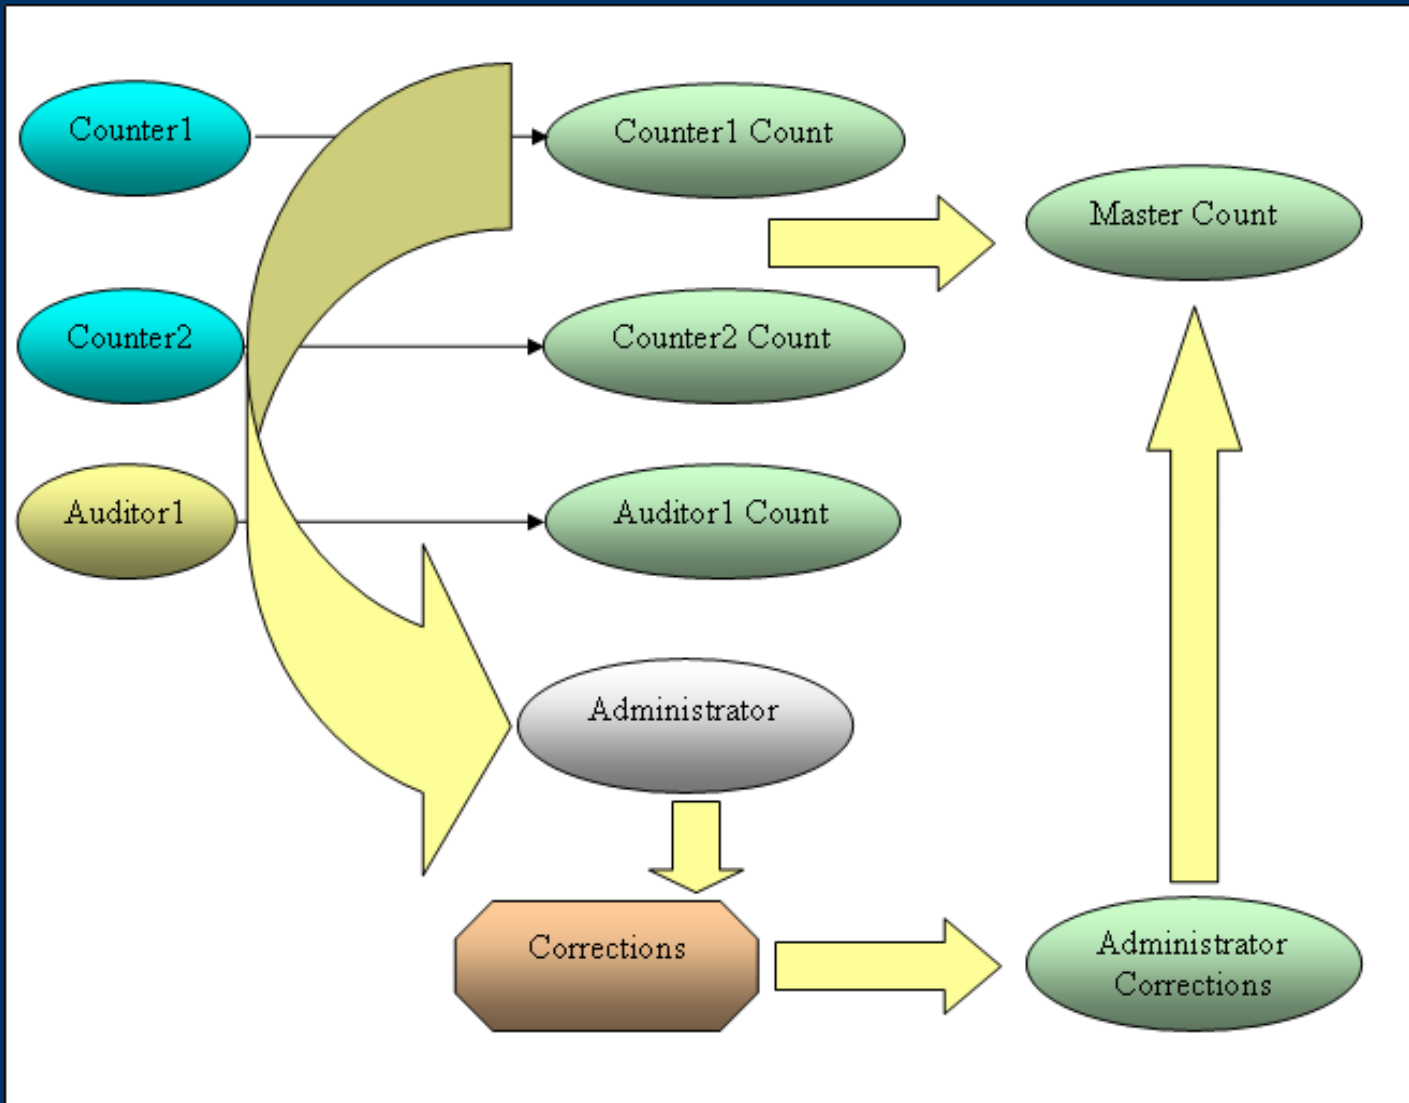 Counter1
Counter1 Count
Master Count
Counter2
Counter2 Count
Auditor1
Auditor1 Count
Administrator
Corrections
Administrator
Corrections